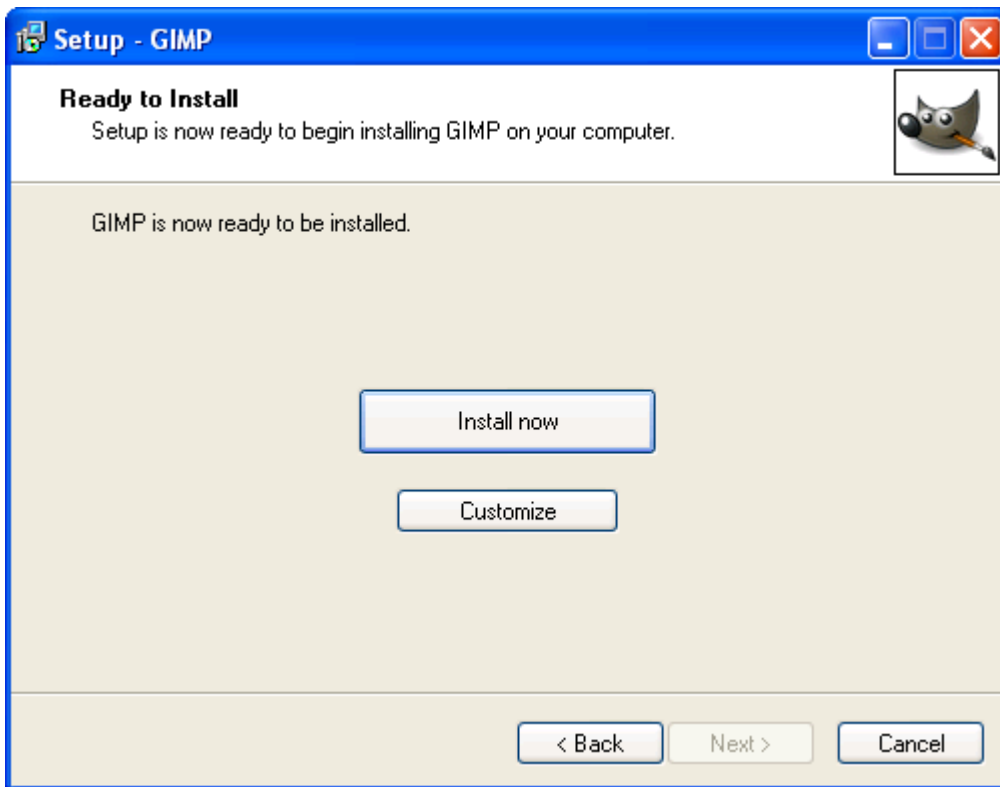 Setup - GIMP
Ready to Install
Setup is now ready to begin installing GIMP on your computer.
GIMP is now ready to be installed.
Install now
Customize
< Back
Next >
Cancel